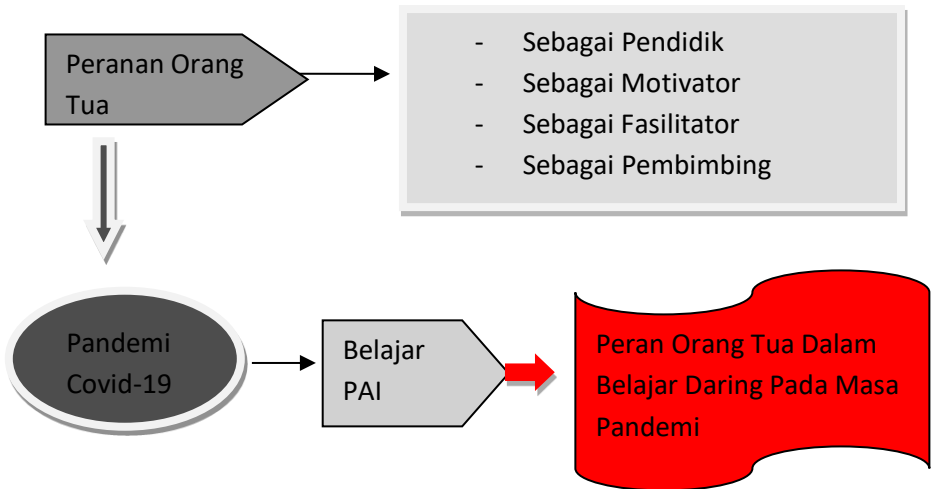 Peranan Orang
Tua
- Sebagai Pendidik
- Sebagai Motivator
- Sebagai Fasilitator
- Sebagai Pembimbing
Pandemi
Covid-19
Belajar
PAI
Peran Orang Tua Dalam
Belajar Daring Pada Masa
Pandemi